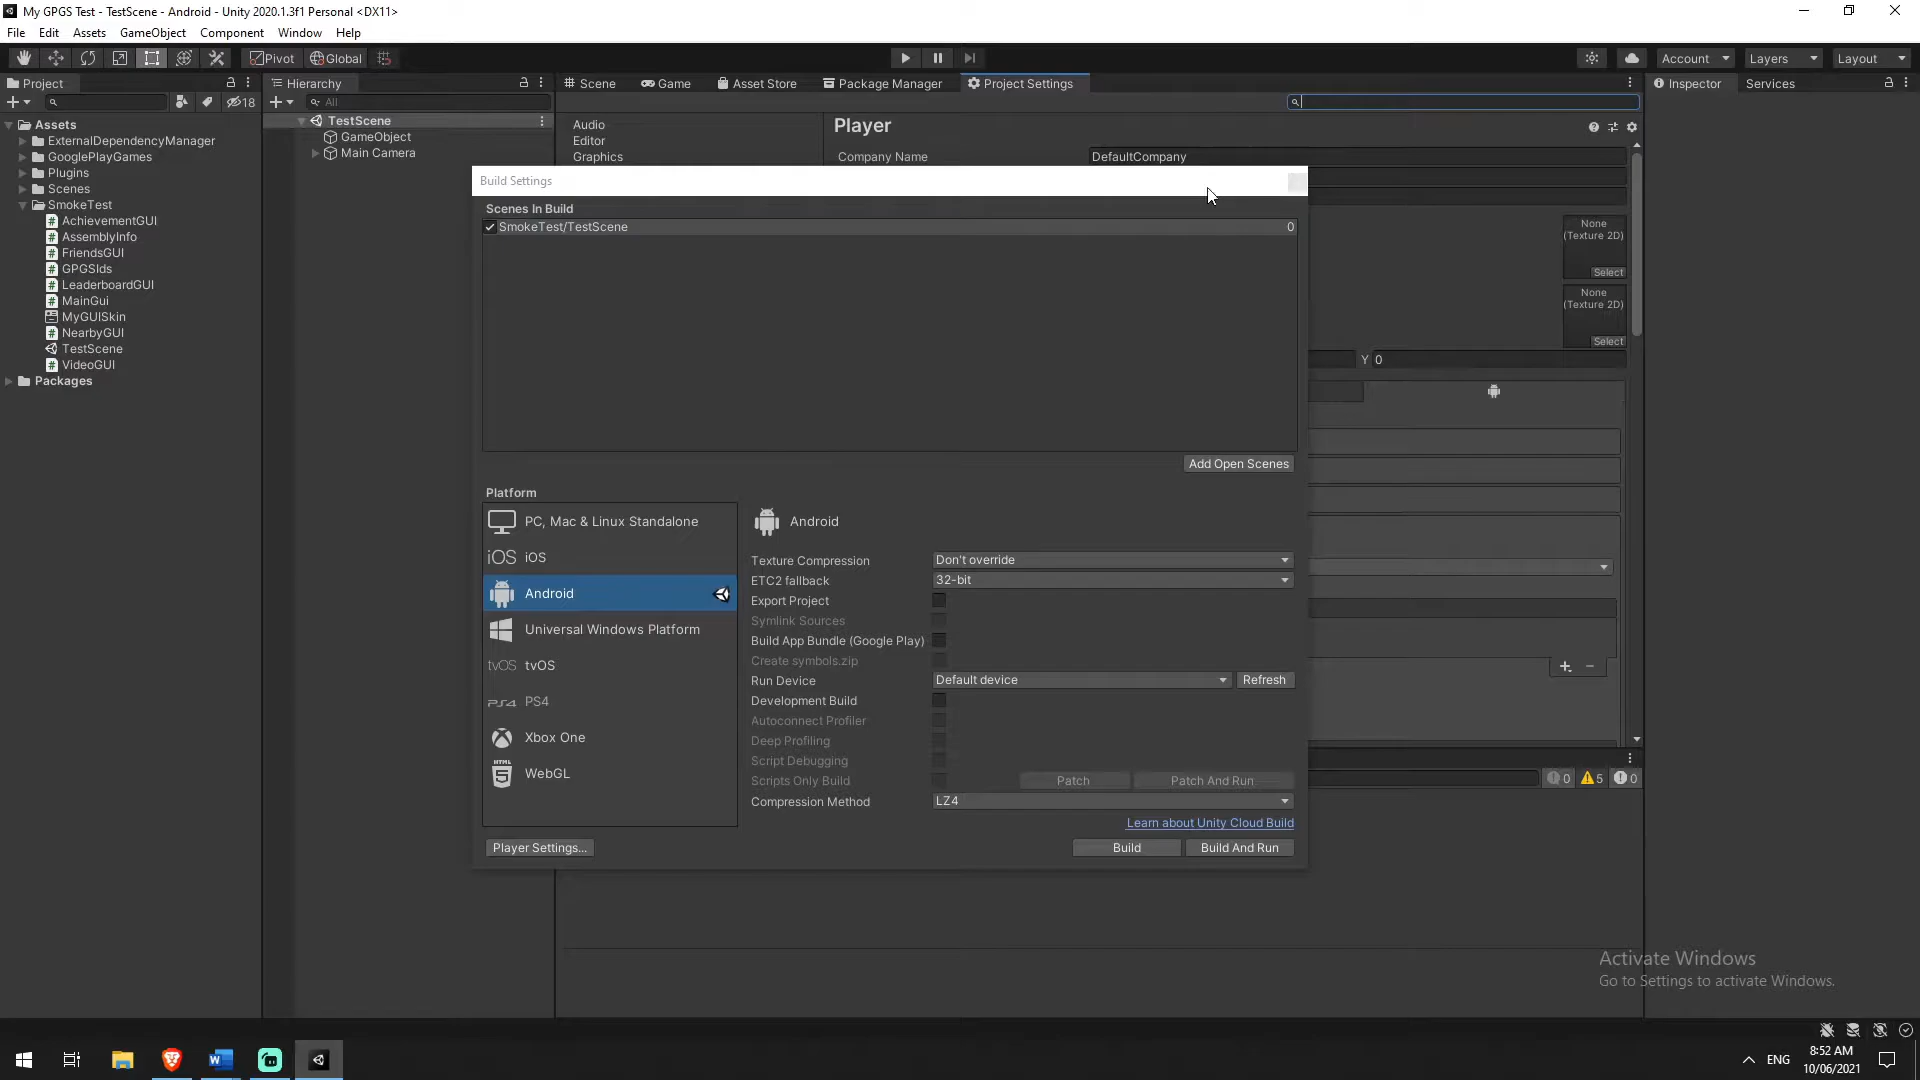 My GPGS Test - TestScene - Android - Unity 2020.1.3f1 Personal <DX11>
File Edit Assets GameObject Component Window Help
Pivot Global Account Layers Layout
Project Hierarchy Scene Game Asset Store Package Manager Project Settings Inspector Services
18 All
Assets
ExternalDependencyManager
GooglePlayGames
Plugins
Scenes
SmokeTest
AchievementGUI
AssemblyInfo
FriendsGUI
GPGSIds
LeaderboardGUI
MainGui
MyGUISkin
NearbyGUI
TestScene
VideoGUI
Packages
TestScene
GameObject
Main Camera
Audio
Editor
Graphics
Player
Company Name DefaultCompany
None
(Texture 2D)
Select
None
(Texture 2D)
Select
Y 0
Build Settings
Scenes In Build
SmokeTest/TestScene 0
Add Open Scenes
Platform
PC, Mac & Linux Standalone
iOS iOS
Android
Universal Windows Platform
tvOS tvOS
PS4 PS4
Xbox One
HTML
5 WebGL
Android
Texture Compression Don't override
ETC2 fallback 32-bit
Export Project
Symlink Sources
Build App Bundle (Google Play)
Create symbols.zip
Run Device Default device Refresh
Development Build
Autoconnect Profiler
Deep Profiling
Script Debugging
Scripts Only Build Patch Patch And Run
Compression Method LZ4
Learn about Unity Cloud Build
Player Settings... Build Build And Run
0 5 0
Activate Windows
Go to Settings to activate Windows.
ENG 8:52 AM
10/06/2021